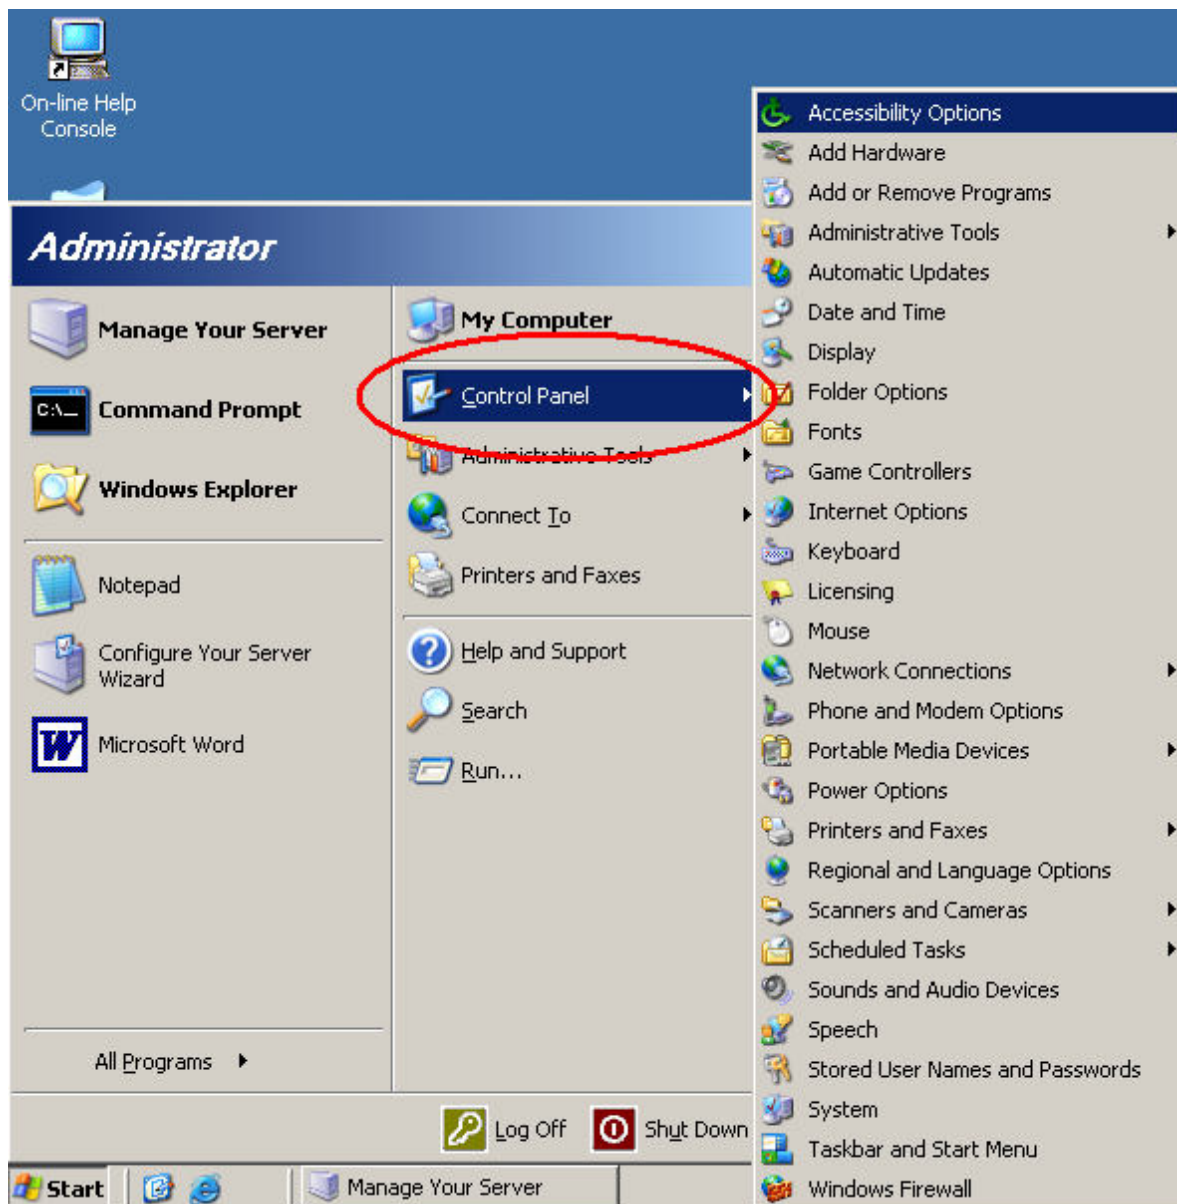 On-line Help
Console
Administrator
Manage Your Server
Command Prompt
C:\_
Windows Explorer
Notepad
Configure Your Server
Wizard
W
Microsoft Word
All Programs
My Computer
Control Panel
Administrative Tools
Connect To
Printers and Faxes
Help and Support
Search
Run...
Log Off
Shut Down
Accessibility Options
Add Hardware
Add or Remove Programs
Administrative Tools
Automatic Updates
Date and Time
Display
Folder Options
Fonts
Game Controllers
Internet Options
Keyboard
Licensing
Mouse
Network Connections
Phone and Modem Options
Portable Media Devices
Power Options
Printers and Faxes
Regional and Language Options
Scanners and Cameras
Scheduled Tasks
Sounds and Audio Devices
Speech
Stored User Names and Passwords
System
Taskbar and Start Menu
Windows Firewall
Start
Manage Your Server